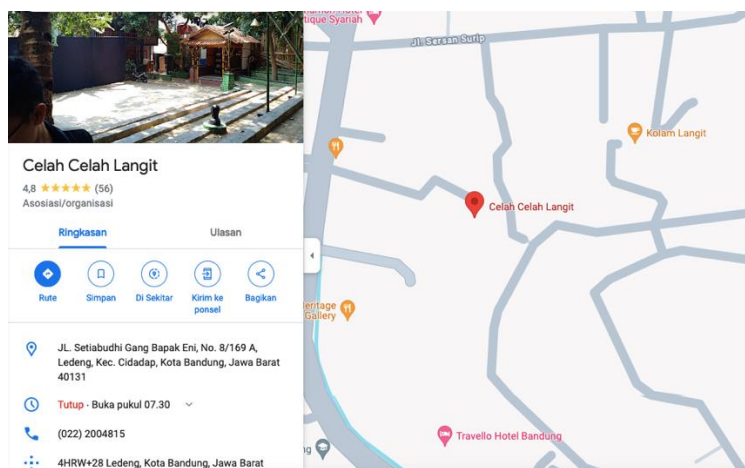 tique Syariah
Jl. Sersan Surip
Kolam Langit
Celah Celah Langit
Celah Celah Langit
4,8 ★★★★★ (56)
Asosiasi/organisasi
Ringkasan
Ulasan
Rute
Simpan
Di Sekitar
Kirim ke
ponsel
Bagikan
eritage
Gallery
JL. Setiabudhi Gang Bapak Eni, No. 8/169 A,
Ledeng, Kec. Cidadap, Kota Bandung, Jawa Barat
40131
Tutup · Buka pukul 07.30
(022) 2004815
Travello Hotel Bandung
4HRW+28 Ledeng, Kota Bandung, Jawa Barat